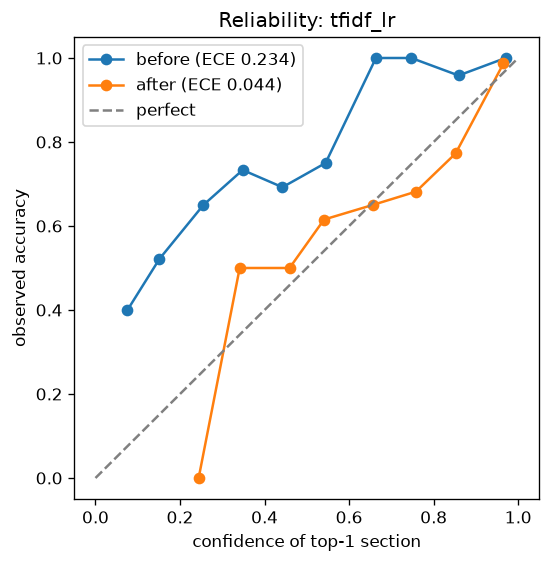 Reliability: tfidf_lr
before (ECE 0.234)
after (ECE 0.044)
perfect
observed accuracy
1.0
0.8
0.6
0.4
0.2
0.0
0.0 0.2 0.4 0.6 0.8 1.0
confidence of top-1 section